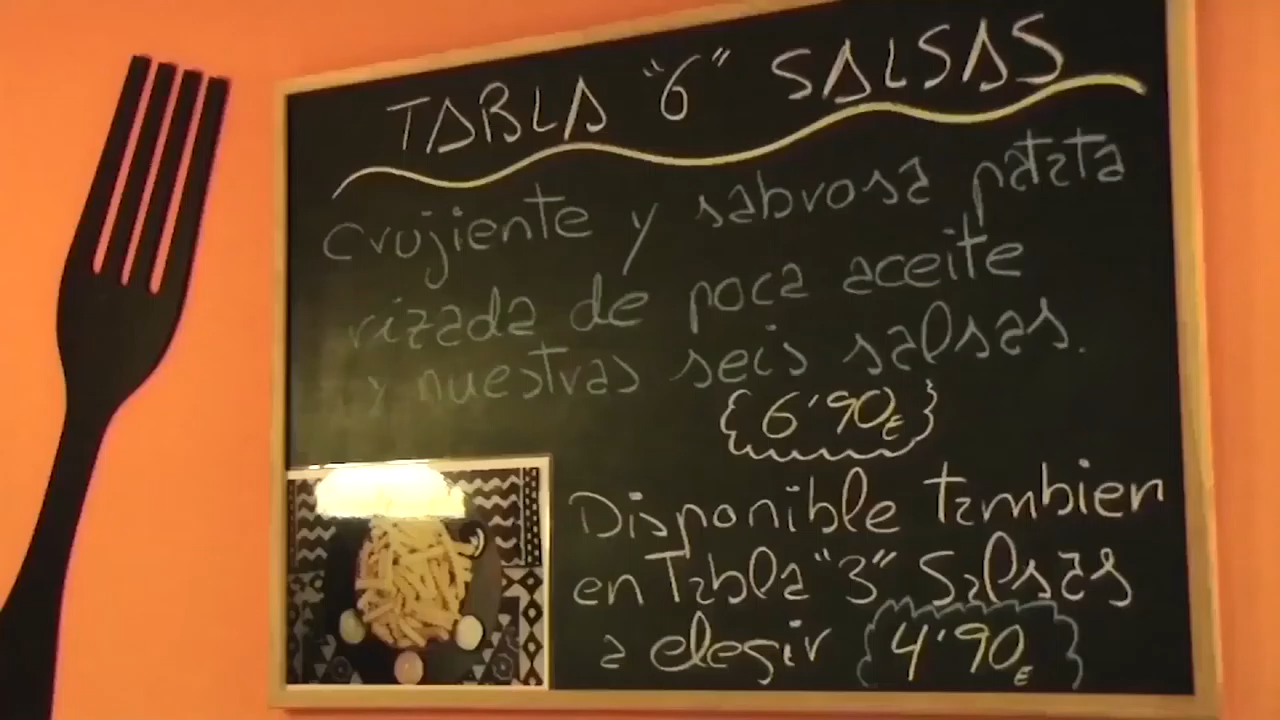 TABLA "6" SALSAS
Crujiente y sabrosa patata
rizada de poca aceite
y nuestras seis salsas.
{6'90€}
Disponible tambien
en Tabla "3" Salsas
a elegir {4'90€}